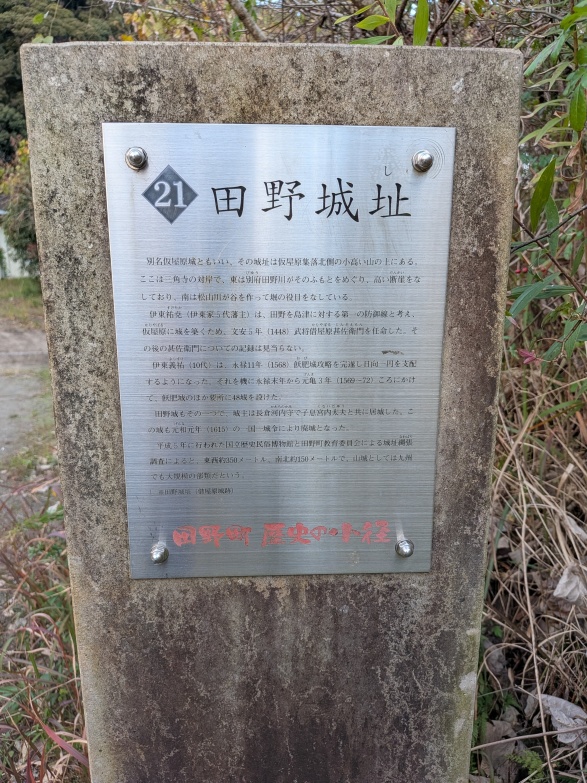 21 田野城址
別名仮屋原城ともいい、その城址は仮屋原集落北側の小高い山の上にある。
ここは三角寺の対岸で、東は別府田野川がそのふもとをめぐり、高い断崖をな
しており、南は松山川が谷を作って堀の役目をなしている。
伊東祐堯（伊東家5代藩主）は、田野を島津に対する第一の防御線と考え、
仮屋原に城を築くため、文安5年（1448）武将借屋原甚佐衛門を任命した。そ
の後の甚佐衛門についての記録は見当らない。
伊東義祐（10代）は、永禄11年（1568）飫肥城攻略を完遂し日向一円を支配
するようになった。それを機に永禄末年から元亀3年（1569〜72）ころにかけ
て、飫肥城のほか要所に48城を設けた。
田野城もその一つで、城主は長倉河内守で子息宮内太夫と共に居城した。こ
の城も元和元年（1615）の一国一城令により廃城となった。
平成5年に行われた国立歴史民俗博物館と田野町教育委員会による城址縄張
調査によると、東西約350メートル、南北約150メートルで、山城としては九州
でも大規模の部類だという。
田野町 歴史の小径